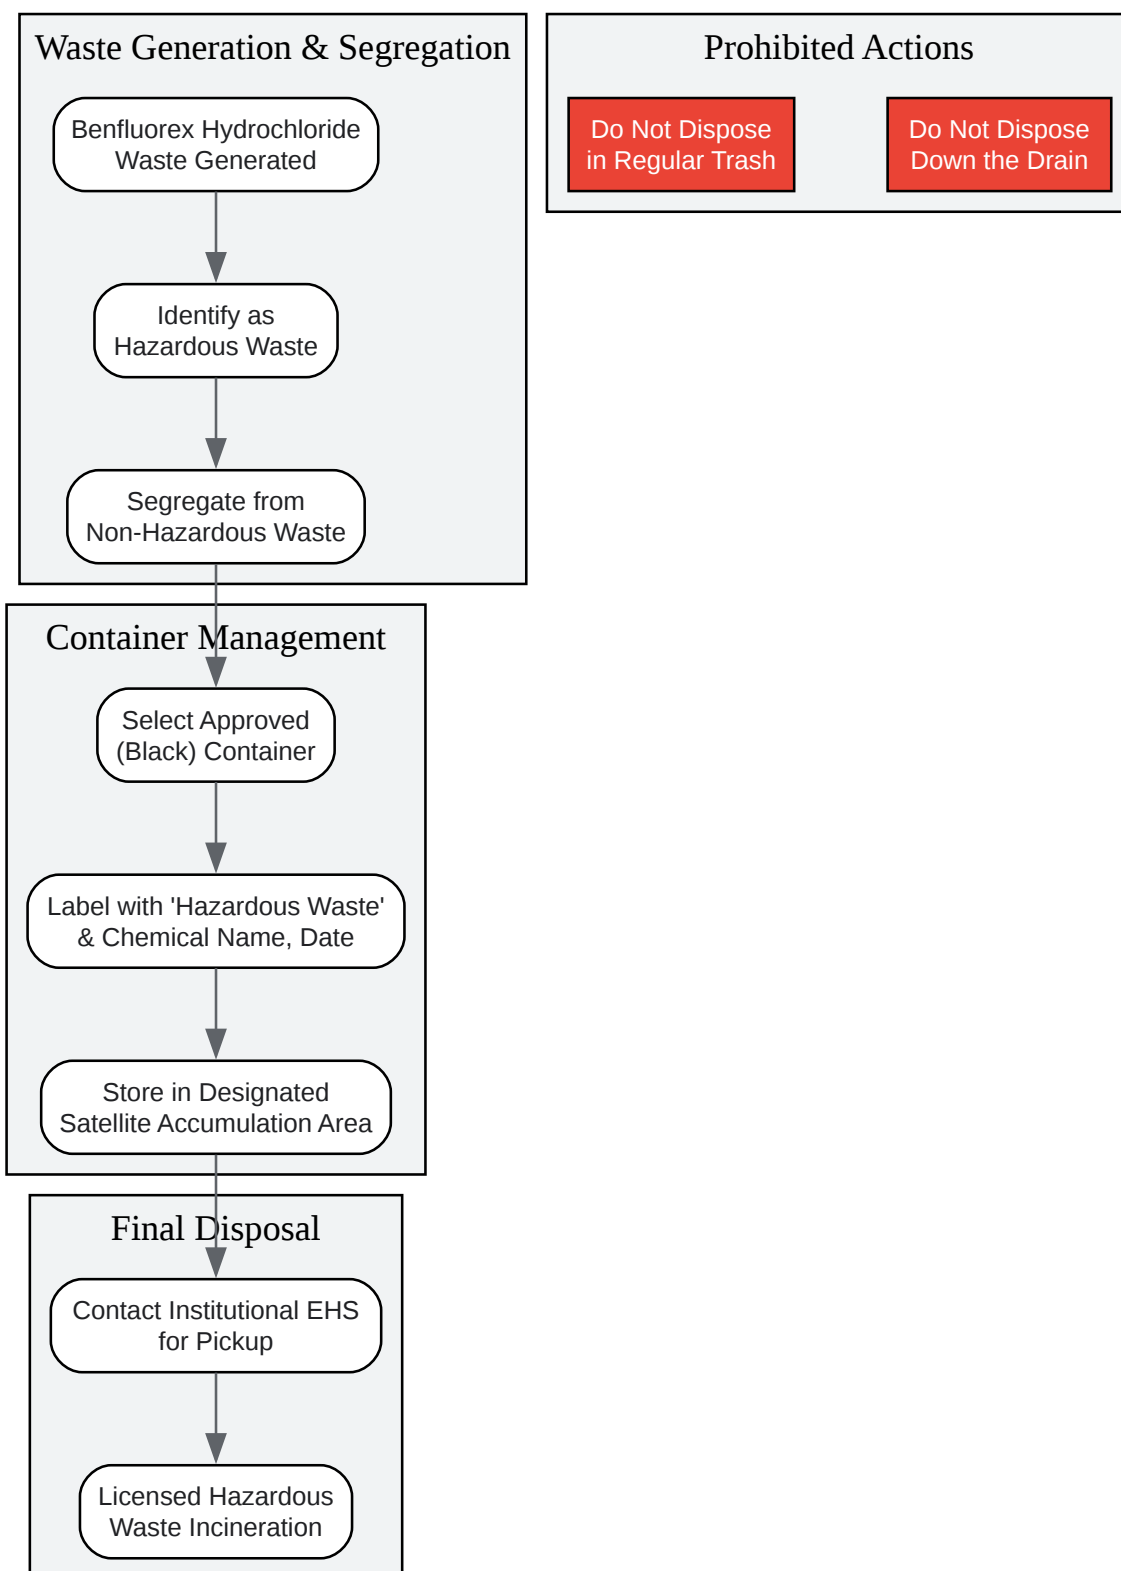 Waste Generation & Segregation
Benfluorex Hydrochloride
Waste Generated
Identify as
Hazardous Waste
Segregate from
Non-Hazardous Waste
Prohibited Actions
Do Not Dispose
in Regular Trash
Do Not Dispose
Down the Drain
Container Management
Select Approved
(Black) Container
Label with 'Hazardous Waste'
& Chemical Name, Date
Store in Designated
Satellite Accumulation Area
Final Disposal
Contact Institutional EHS
for Pickup
Licensed Hazardous
Waste Incineration